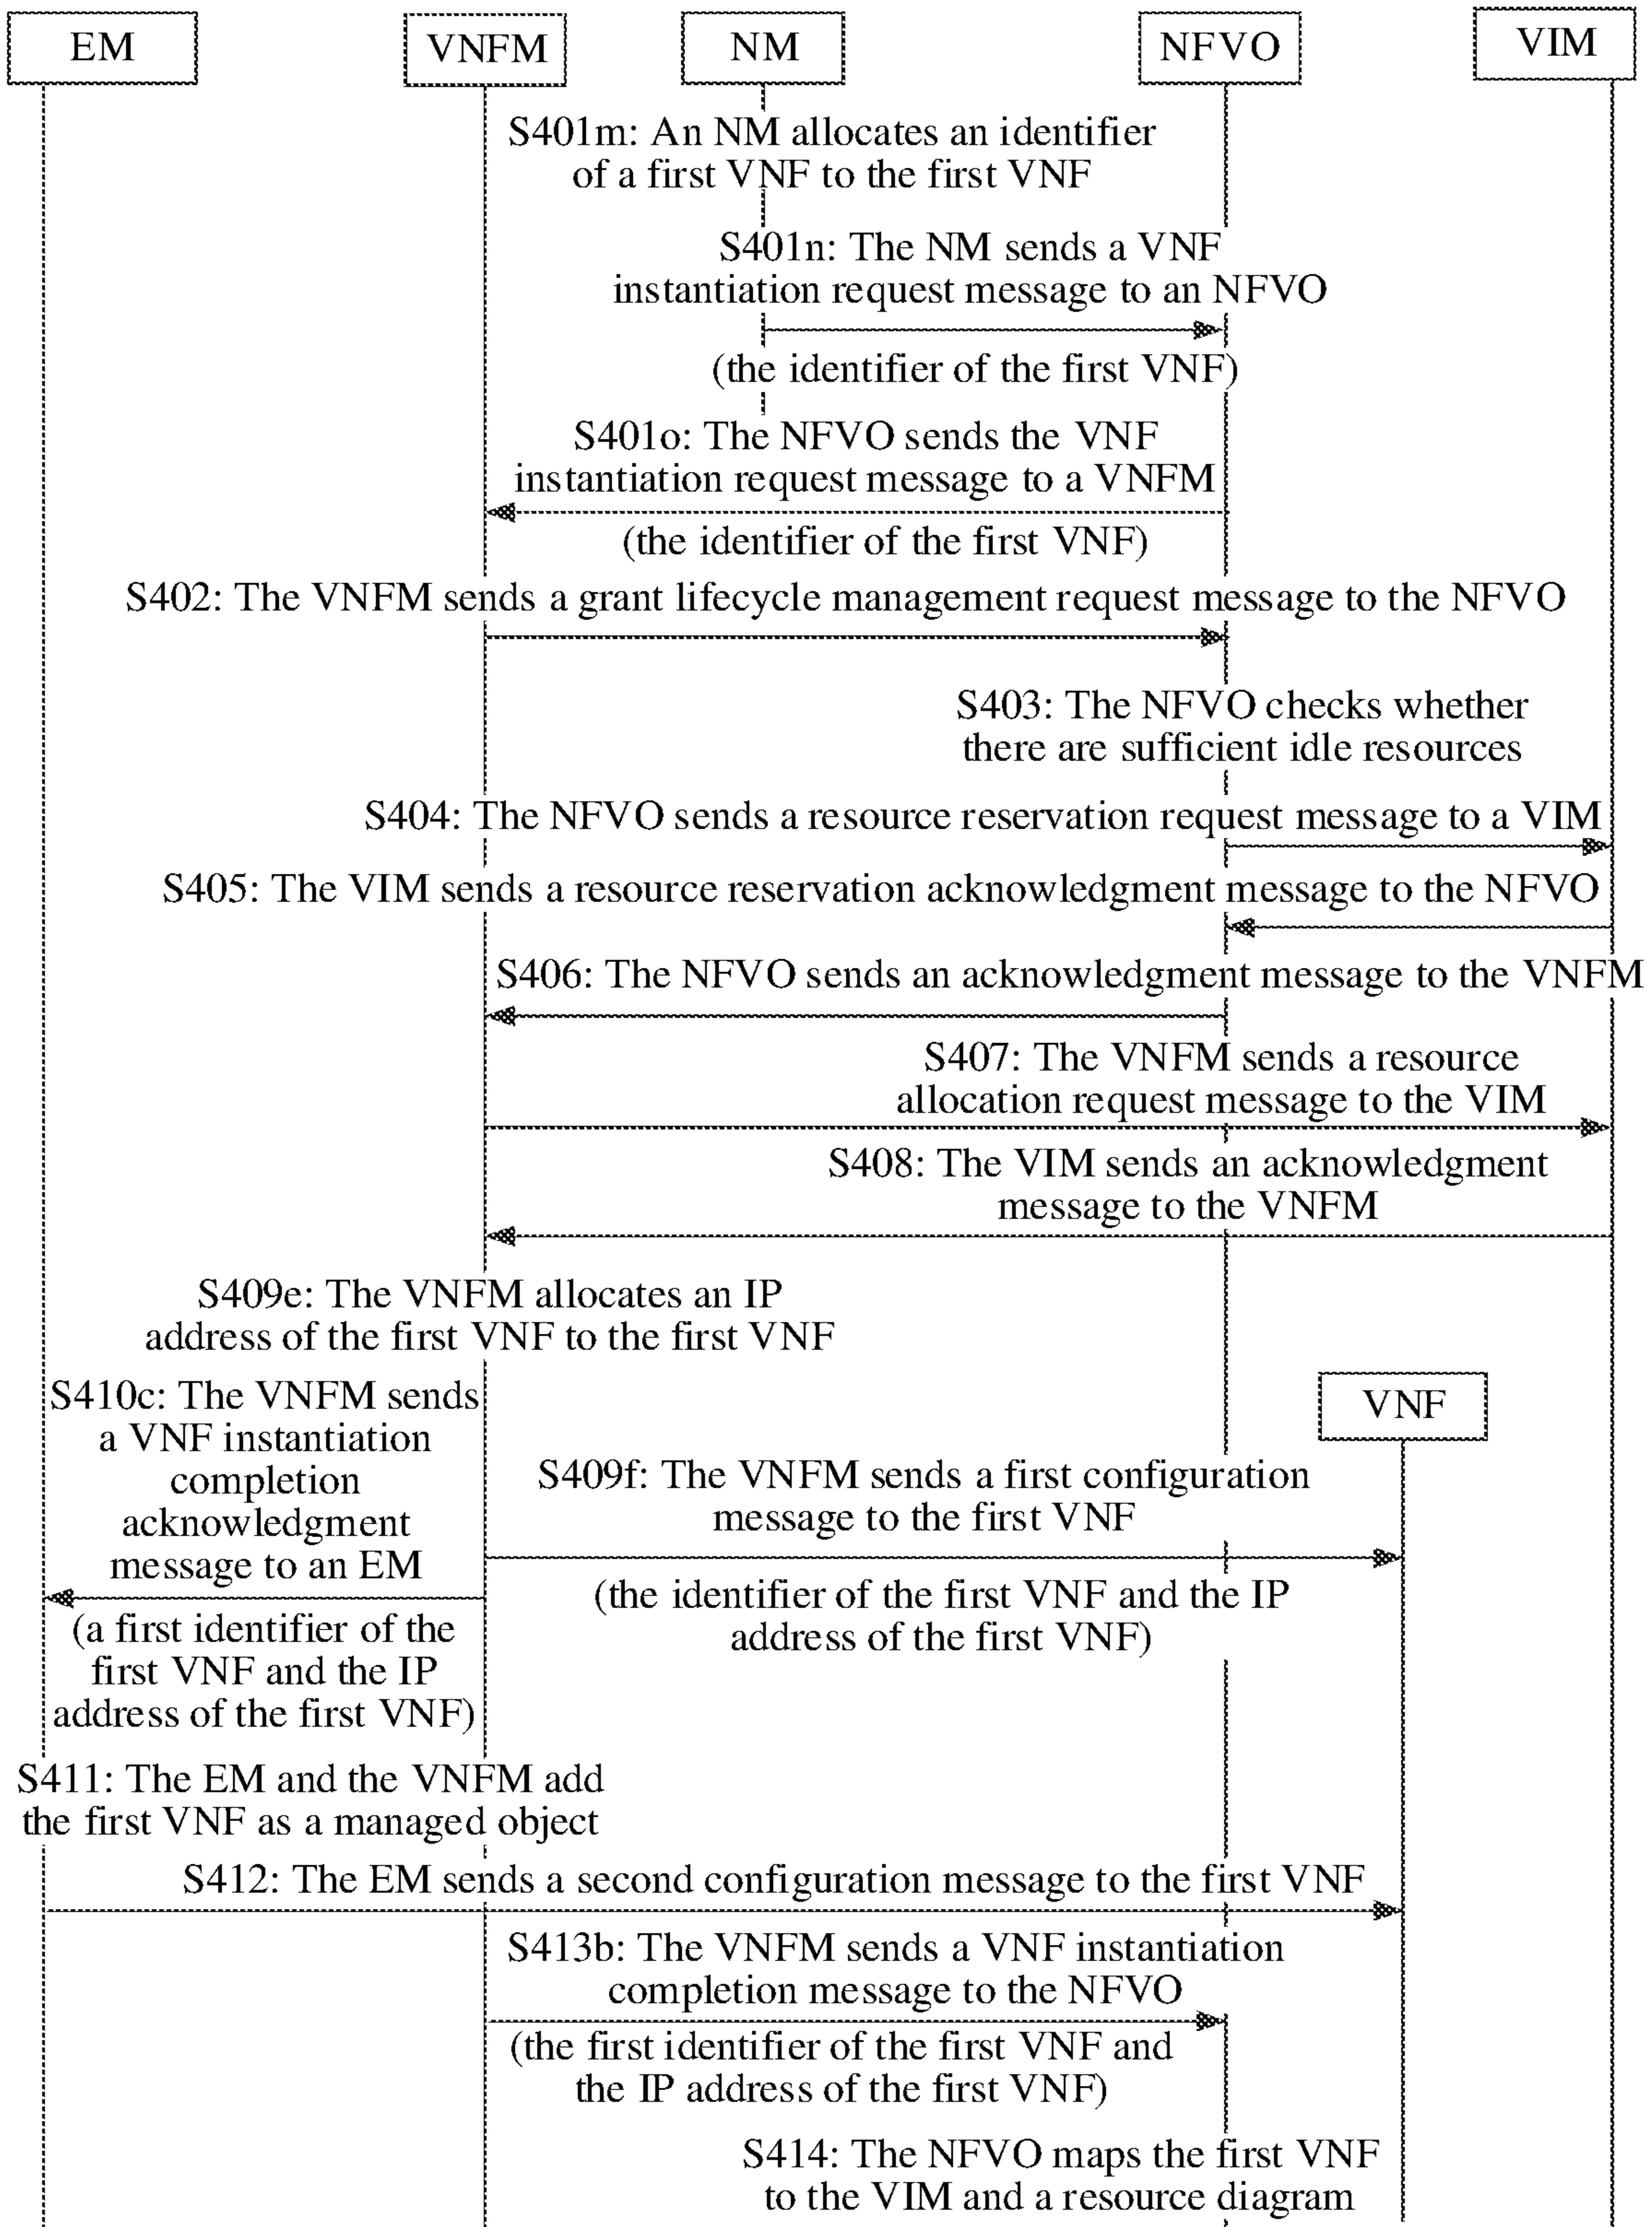 EM
VNFM
NM
NFVO
VIM
S401m: An NM allocates an identifier
of a first VNF to the first VNF
S401n: The NM sends a VNF
instantiation request message to an NFVO
(the identifier of the first VNF)
S401o: The NFVO sends the VNF
instantiation request message to a VNFM
(the identifier of the first VNF)
S402: The VNFM sends a grant lifecycle management request message to the NFVO
S403: The NFVO checks whether
there are sufficient idle resources
S404: The NFVO sends a resource reservation request message to a VIM
S405: The VIM sends a resource reservation acknowledgment message to the NFVO
S406: The NFVO sends an acknowledgment message to the VNFM
S407: The VNFM sends a resource
allocation request message to the VIM
S408: The VIM sends an acknowledgment
message to the VNFM
S409e: The VNFM allocates an IP
address of the first VNF to the first VNF
S410c: The VNFM sends
a VNF instantiation
completion
acknowledgment
message to an EM
(a first identifier of the
first VNF and the IP
address of the first VNF)
VNF
S409f: The VNFM sends a first configuration
message to the first VNF
(the identifier of the first VNF and the IP
address of the first VNF)
S411: The EM and the VNFM add
the first VNF as a managed object
S412: The EM sends a second configuration message to the first VNF
S413b: The VNFM sends a VNF instantiation
completion message to the NFVO
(the first identifier of the first VNF and
the IP address of the first VNF)
S414: The NFVO maps the first VNF
to the VIM and a resource diagram